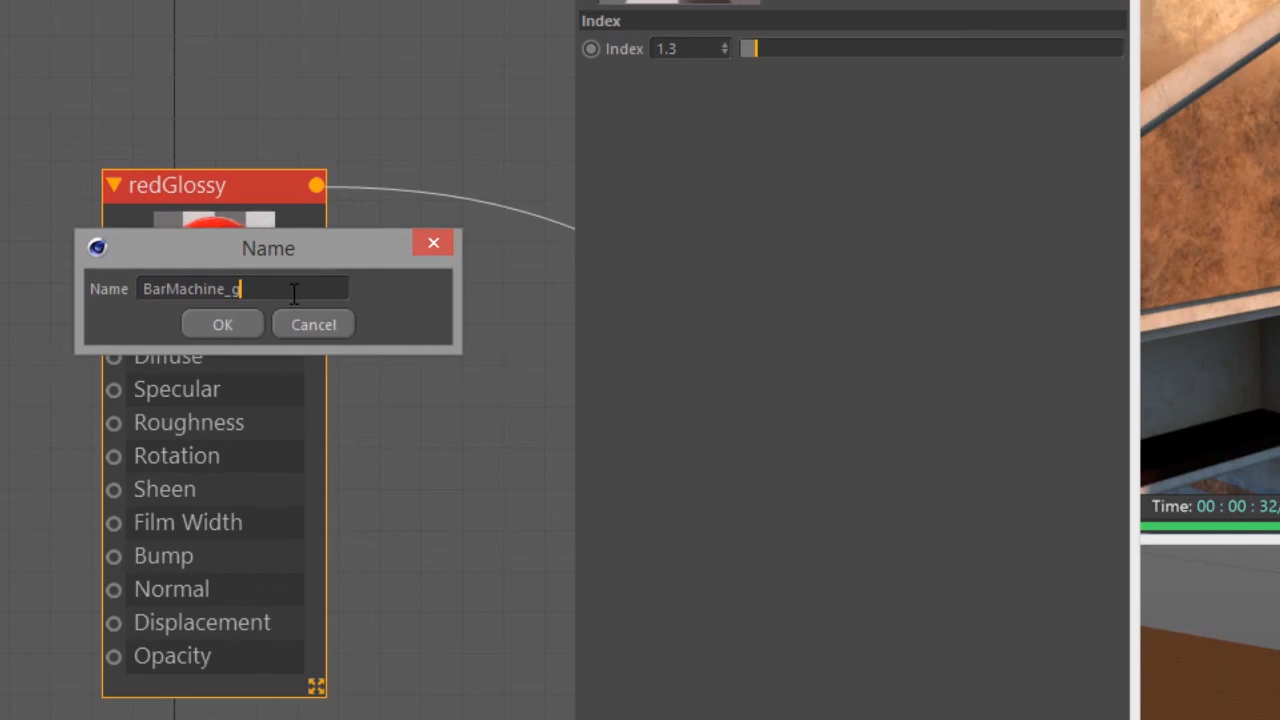 Index
Index 1.3
redGlossy
Name
Name BarMachine_g
OK Cancel
Diffuse
Specular
Roughness
Rotation
Sheen
Film Width
Bump
Normal
Displacement
Opacity
Time: 00 : 00 : 32/